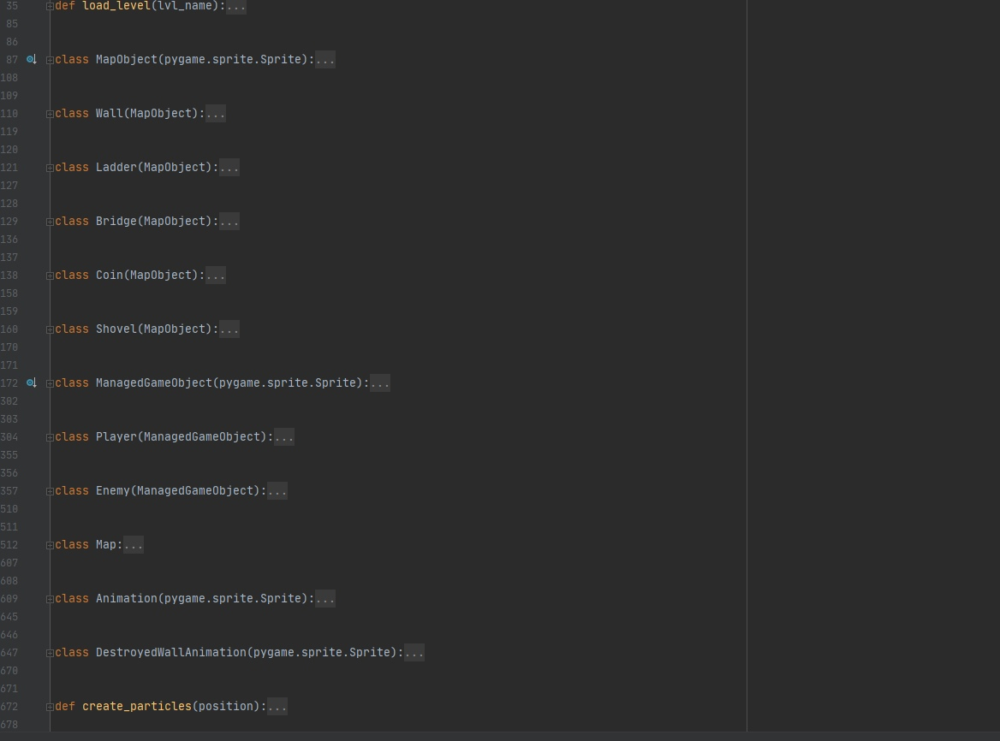 35 def load_level(lvl_name):...
85
86
87 class MapObject(pygame.sprite.Sprite):...
108
109
110 class Wall(MapObject):...
119
120
121 class Ladder(MapObject):...
127
128
129 class Bridge(MapObject):...
136
137
138 class Coin(MapObject):...
158
159
160 class Shovel(MapObject):...
170
171
172 class ManagedGameObject(pygame.sprite.Sprite):...
302
303
304 class Player(ManagedGameObject):...
355
356
357 class Enemy(ManagedGameObject):...
510
511
512 class Map:...
607
608
609 class Animation(pygame.sprite.Sprite):...
645
646
647 class DestroyedWallAnimation(pygame.sprite.Sprite):...
670
671
672 def create_particles(position):...
678